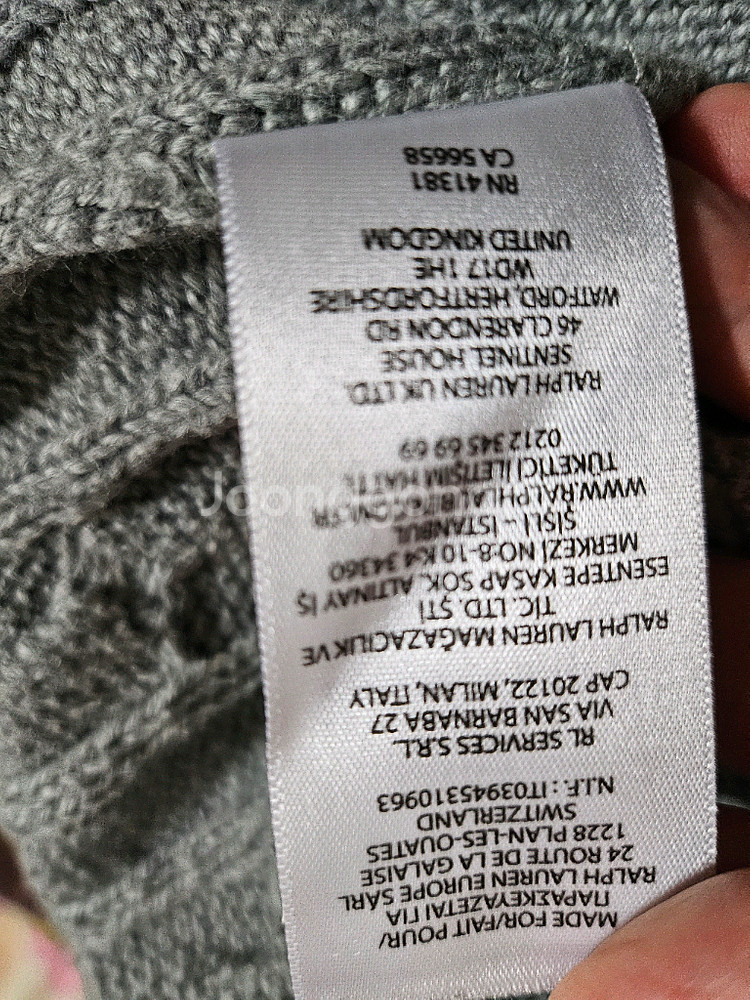 MADE FOR/FAIT POUR/
ΠΑΡΑΣΚΕΥΑΖΕΤΑΙ ΓΙΑ
RALPH LAUREN EUROPE SÀRL
24 ROUTE DE LA GALAISE
1228 PLAN-LES-OUATES
SWITZERLAND
N.I.F.: IT03945310963
RL SERVICES S.R.L.
VIA SAN BARNABA 27
CAP 20122, MILAN, ITALY
RALPH LAUREN MAĞAZACILIK VE
TİC. LTD. ŞTİ
ESENTEPE KASAP SOK. ALTINAY İŞ
MERKEZİ NO:8-10 K:4 34360
ŞİŞLİ - İSTANBUL
WWW.RALPHLAUREN.COM.TR
TÜKETİCİ İLETİŞİM HATTI:
0212 345 69 69
RALPH LAUREN UK LTD.
SENTINEL HOUSE
46 CLARENDON RD
WATFORD, HERTFORDSHIRE
WD17 1HE
UNITED KINGDOM
RN 41381
CA 56658